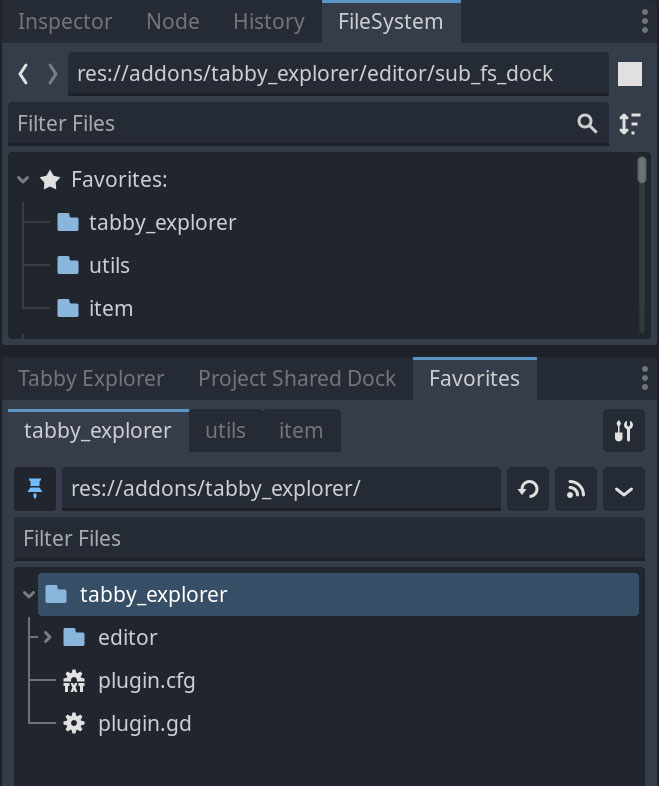 Inspector Node History FileSystem
res://addons/tabby_explorer/editor/sub_fs_dock
Filter Files
Favorites:
tabby_explorer
utils
item
Tabby Explorer Project Shared Dock Favorites
tabby_explorer utils item
res://addons/tabby_explorer/
Filter Files
tabby_explorer
editor
TXT plugin.cfg
plugin.gd